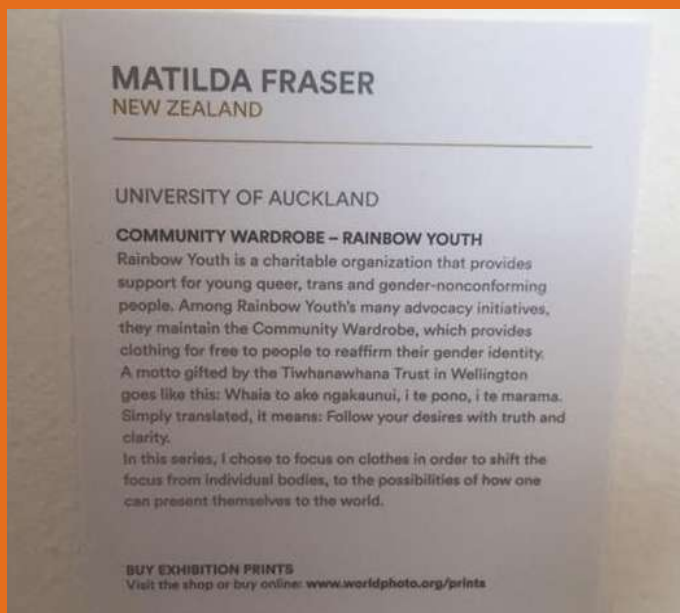 MATILDA FRASER
NEW ZEALAND
UNIVERSITY OF AUCKLAND
COMMUNITY WARDROBE – RAINBOW YOUTH
Rainbow Youth is a charitable organization that provides
support for young queer, trans and gender-nonconforming
people. Among Rainbow Youth's many advocacy initiatives,
they maintain the Community Wardrobe, which provides
clothing for free to people to reaffirm their gender identity.
A motto gifted by the Tiwhanawhana Trust in Wellington
goes like this: Whaia to ake ngakaunui, i te pono, i te marama.
Simply translated, it means: Follow your desires with truth and
clarity.
In this series, I chose to focus on clothes in order to shift the
focus from individual bodies, to the possibilities of how one
can present themselves to the world.
BUY EXHIBITION PRINTS
Visit the shop or buy online: www.worldphoto.org/prints